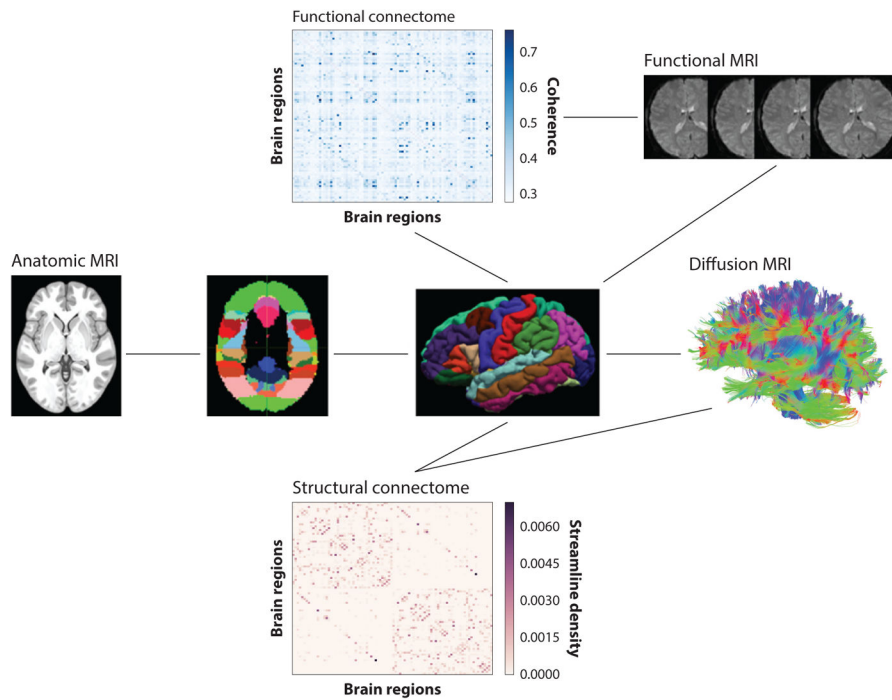 Functional connectome
Brain regions
0.7
0.6
0.5
0.4
0.3
Coherence
Brain regions
Functional MRI
Anatomic MRI
Diffusion MRI
Structural connectome
Brain regions
0.0060
0.0045
0.0030
0.0015
0.0000
Streamline density
Brain regions